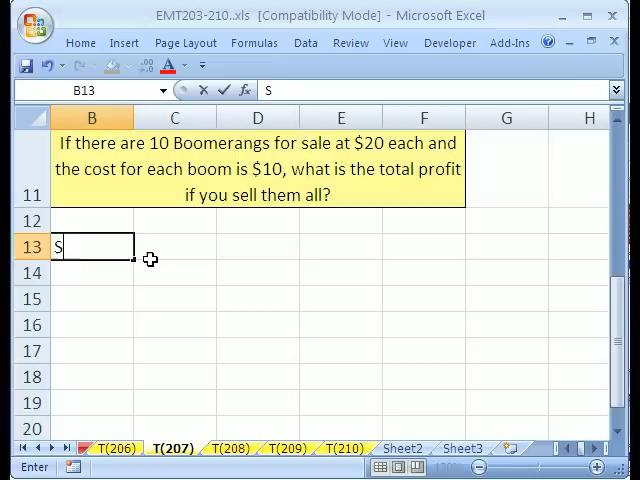 EMT203-210..xls [Compatibility Mode] - Microsoft Excel
Home Insert Page Layout Formulas Data Review View Developer Add-Ins
B13 fx S
B C D E F G H
If there are 10 Boomerangs for sale at $20 each and
the cost for each boom is $10, what is the total profit
11 if you sell them all?
12
13 S
14
15
16
17
18
19
20
T(206) T(207) T(208) T(209) T(210) Sheet2 Sheet3
Enter